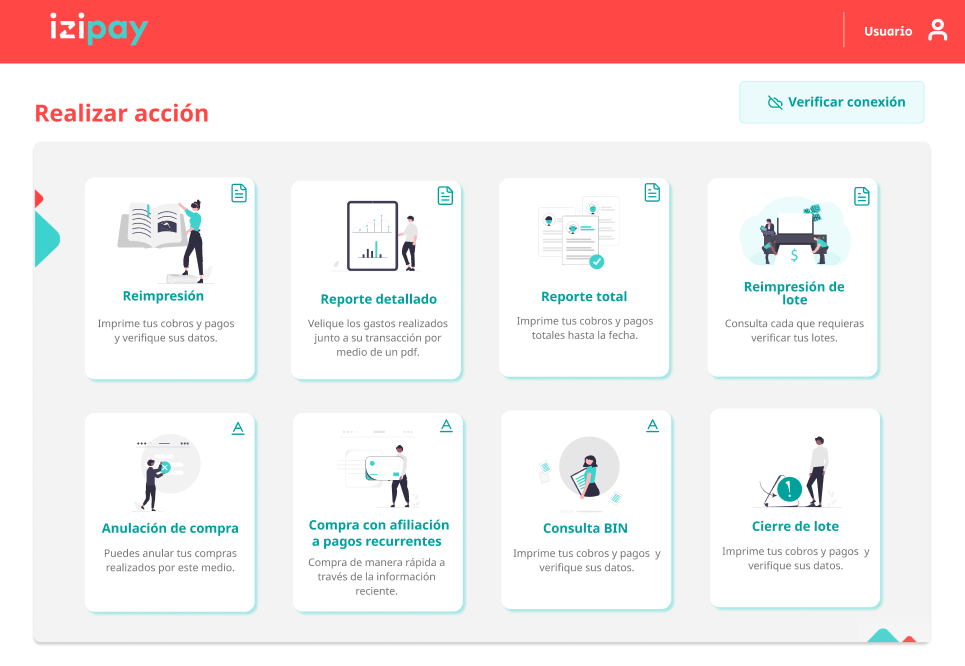 izipay
Usuario
Realizar acción
Verificar conexión
Reimpresión
Imprime tus cobros y pagos
y verifique sus datos.
Reporte detallado
Velique los gastos realizados
junto a su transacción por
medio de un pdf.
Reporte total
Imprime tus cobros y pagos
totales hasta la fecha.
Reimpresión de
lote
Consulta cada que requieras
verificar tus lotes.
A
Anulación de compra
Puedes anular tus compras
realizados por este medio.
A
Compra con afiliación
a pagos recurrentes
Compra de manera rápida a
través de la información
reciente.
A
Consulta BIN
Imprime tus cobros y pagos y
verifique sus datos.
Cierre de lote
Imprime tus cobros y pagos y
verifique sus datos.